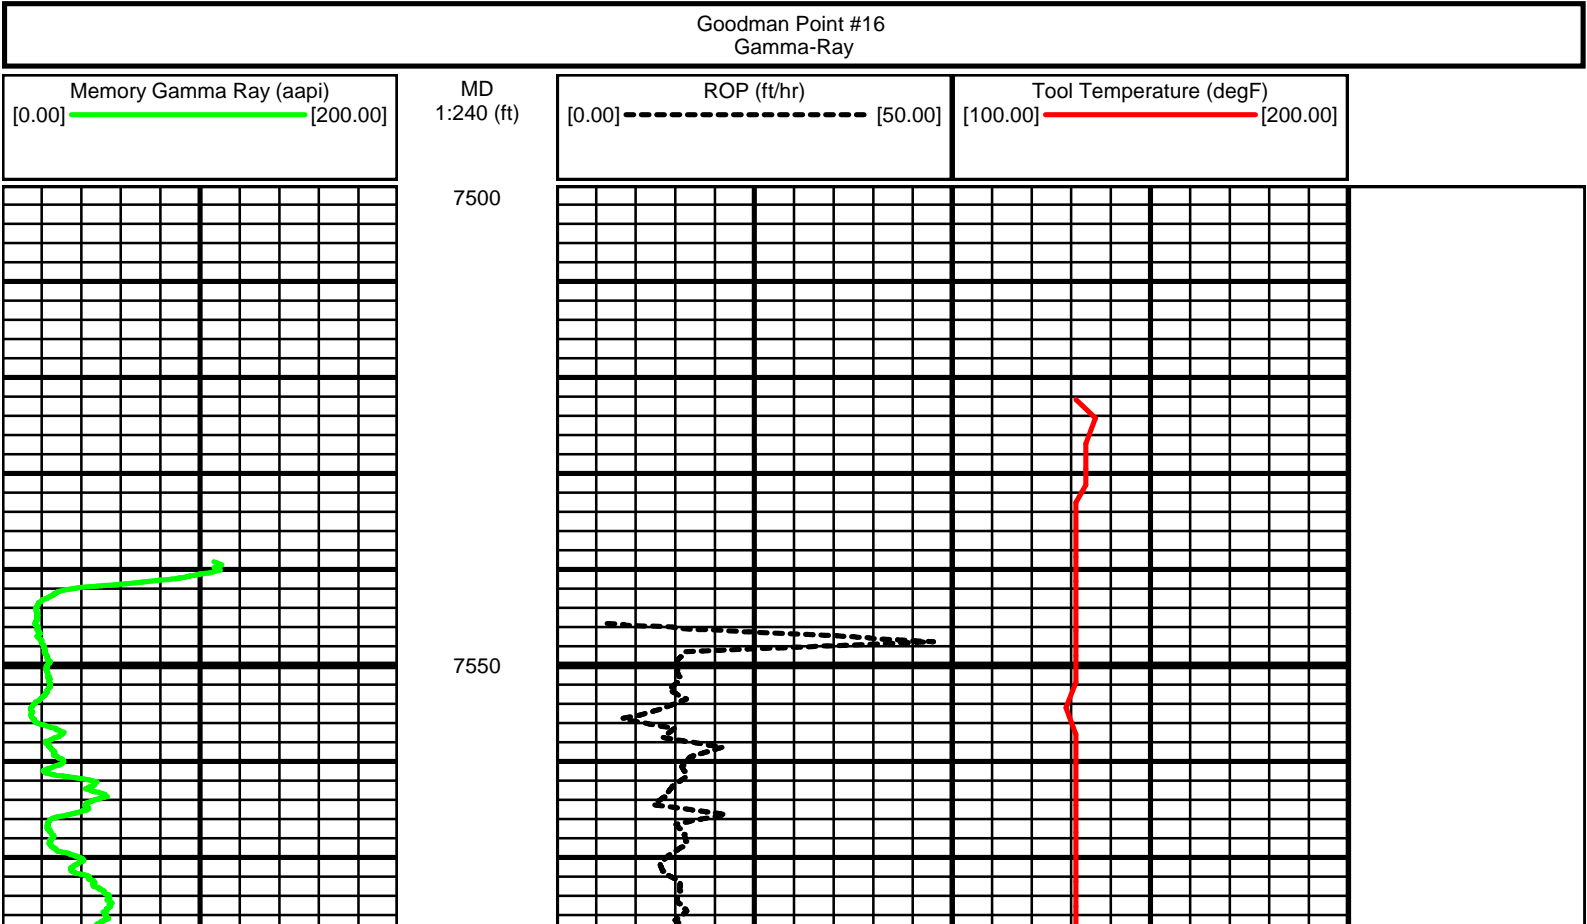 Goodman Point #16
Gamma-Ray
Memory Gamma Ray (aapi)
[0.00] [200.00]
MD
1:240 (ft)
ROP (ft/hr)
[0.00] [50.00]
Tool Temperature (degF)
[100.00] [200.00]
7500
7550